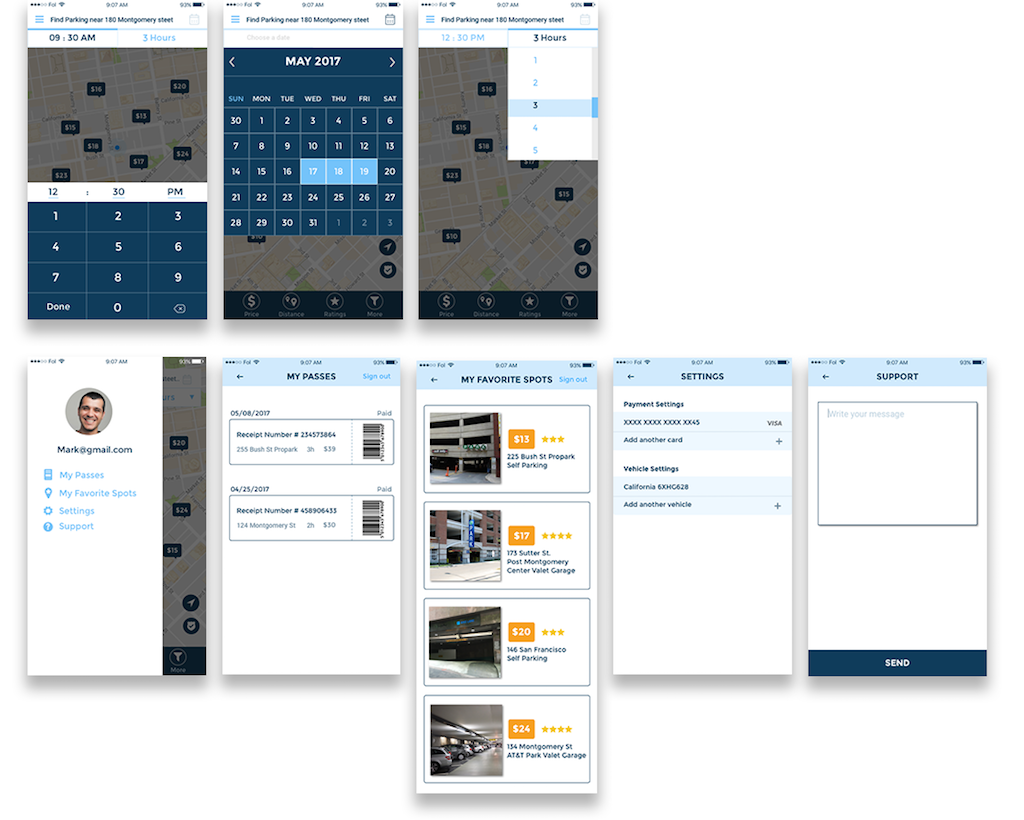 Fol 9:07 AM 93%
Find Parking near 180 Montgomery steet
09 : 30 AM 3 Hours
$16 $20
$13
$15
$18
$17 $24
$23
12 : 30 PM
1 2 3
4 5 6
7 8 9
Done 0
Fol 9:07 AM 93%
Find Parking near 180 Montgomery steet
Choose a date
MAY 2017
SUN MON TUE WED THU FRI SAT
30 1 2 3 4 5 6
7 8 9 10 11 12 13
14 15 16 17 18 19 20
21 22 23 24 25 26 27
28 29 30 31 1 2 3
$10
Price Distance Ratings More
Fol 9:07 AM 93%
Find Parking near 180 Montgomery steet
12 : 30 PM 3 Hours
1
2
3
4
5
$16
$15
$18
$17
$23
$15
$10
Price Distance Ratings More
Fol 9:07 AM 93%
Mark@gmail.com
My Passes
My Favorite Spots
Settings
Support
steet..
urs
$20
$24
$15
More
Fol 9:07 AM 93%
MY PASSES Sign out
05/08/2017 Paid
Receipt Number # 234573864
255 Bush St Propark 3h $39
04/25/2017 Paid
Receipt Number # 458906433
124 Montgomery St 2h $30
Fol 9:07 AM 93%
MY FAVORITE SPOTS Sign out
$13
225 Bush St Propark
Self Parking
$17
173 Sutter St.
Post Montgomery
Center Valet Garage
$20
146 San Francisco
Self Parking
$24
134 Montgomery St
AT&T Park Valet Garage
Fol 9:07 AM 93%
SETTINGS
Payment Settings
XXXX XXXX XXXX XX45 VISA
Add another card +
Vehicle Settings
California 6XHG628
Add another vehicle +
Fol 9:07 AM 93%
SUPPORT
Write your message
SEND